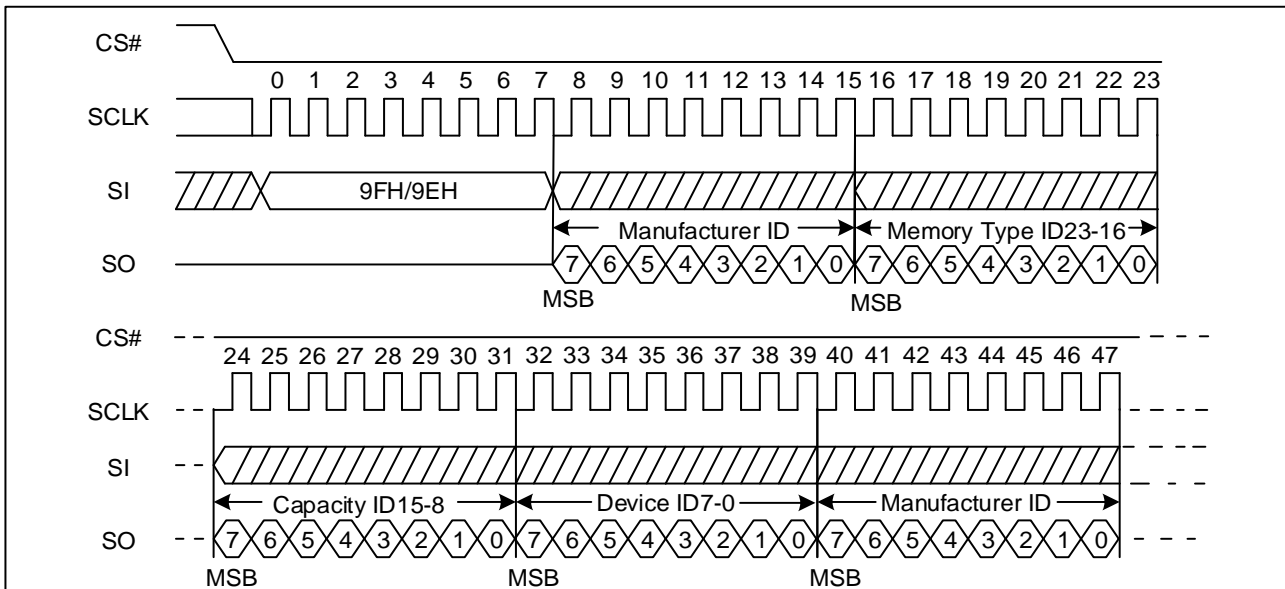 CS#
0 1 2 3 4 5 6 7 8 9 10 11 12 13 14 15 16 17 18 19 20 21 22 23
SCLK
SI 9FH/9EH
Manufacturer ID Memory Type ID23-16
SO 7 6 5 4 3 2 1 0 7 6 5 4 3 2 1 0
MSB MSB
CS#
24 25 26 27 28 29 30 31 32 33 34 35 36 37 38 39 40 41 42 43 44 45 46 47
SCLK
SI
Capacity ID15-8 Device ID7-0 Manufacturer ID
SO 7 6 5 4 3 2 1 0 7 6 5 4 3 2 1 0 7 6 5 4 3 2 1 0
MSB MSB MSB